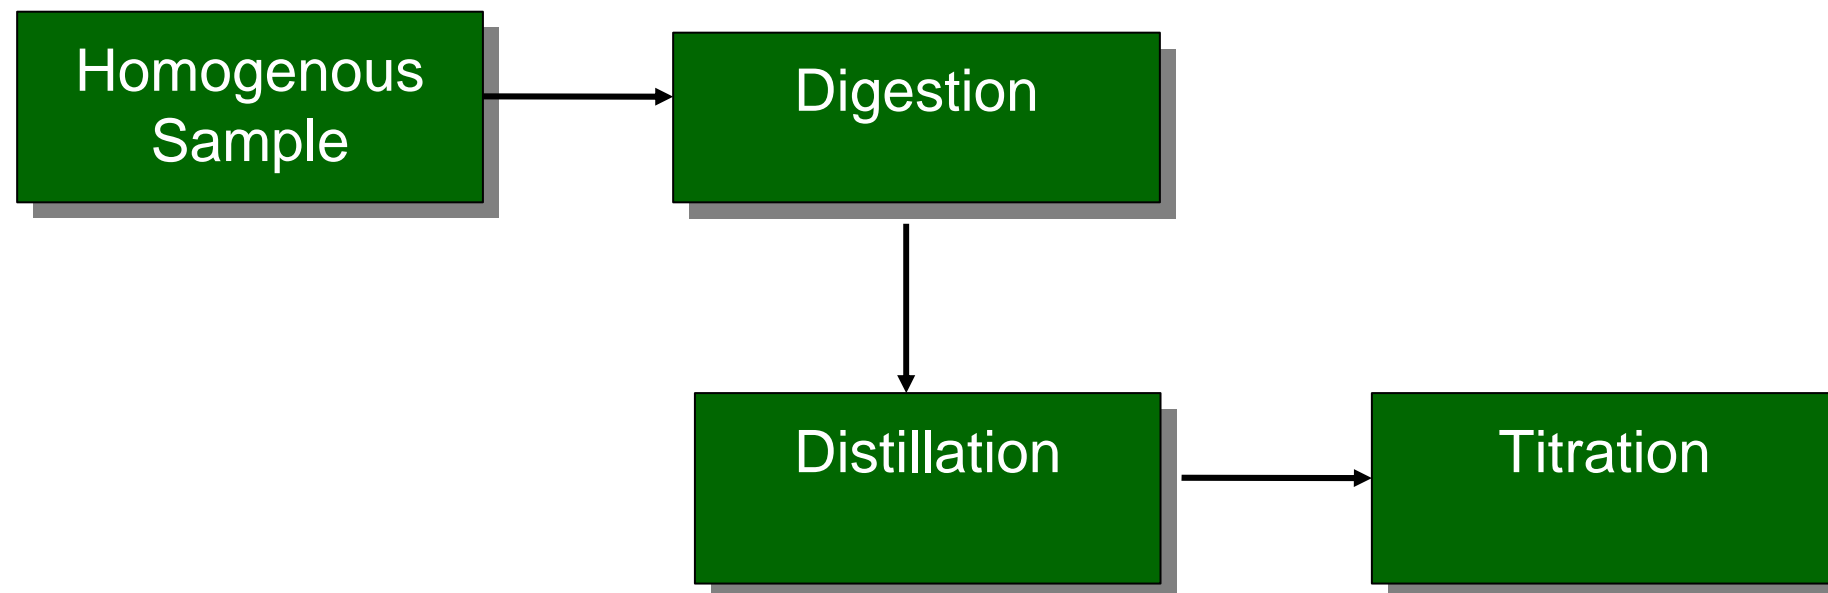 Homogenous
Sample
Digestion
Distillation
Titration